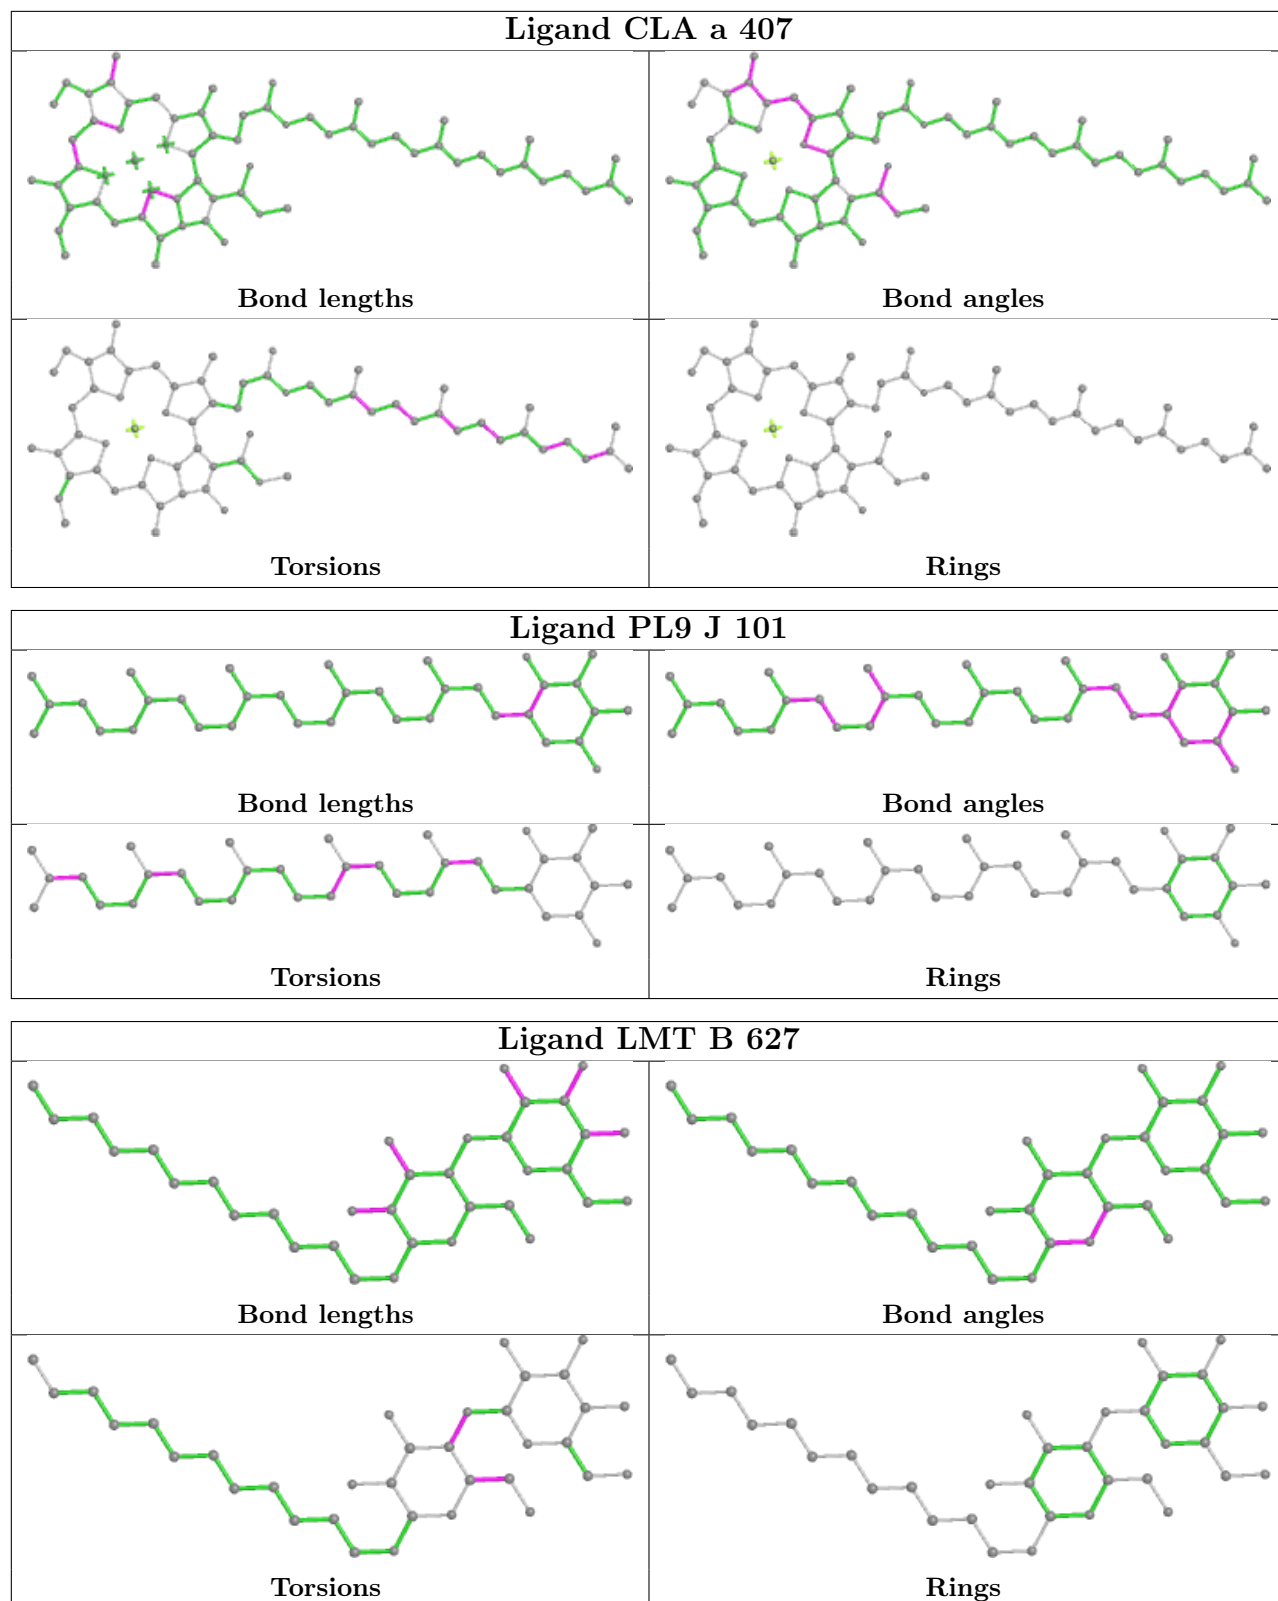 Ligand CLA a 407
Bond lengths
Bond angles
Torsions
Rings
Ligand PL9 J 101
Bond lengths
Bond angles
Torsions
Rings
Ligand LMT B 627
Bond lengths
Bond angles
Torsions
Rings